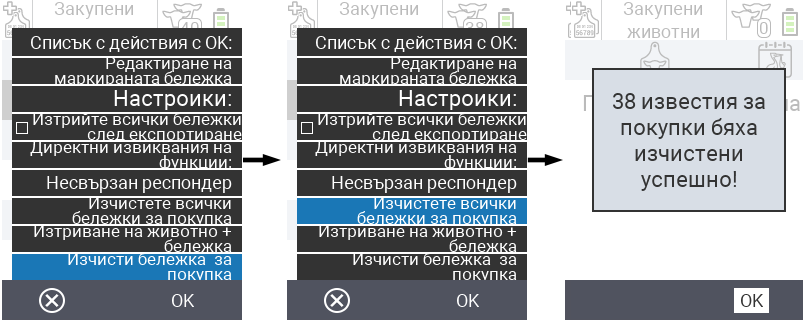 Закупени
40
Списък с действия с OK:
Редактиране на
маркираната бележка
Настройки:
Изтрийте всички бележки
след експортиране
Директни извиквания на
функции:
Несвързан респондер
Изчистете всички
бележки за покупка
Изтриване на животно +
бележка
Изчисти бележка за
покупка
OK
Закупени
38
Списък с действия с OK:
Редактиране на
маркираната бележка
Настройки:
Изтрийте всички бележки
след експортиране
Директни извиквания на
функции:
Несвързан респондер
Изчистете всички
бележки за покупка
Изтриване на животно +
бележка
Изчисти бележка за
покупка
OK
Закупени
животни
0
38 известия за
покупки бяха
изчистени
успешно!
OK